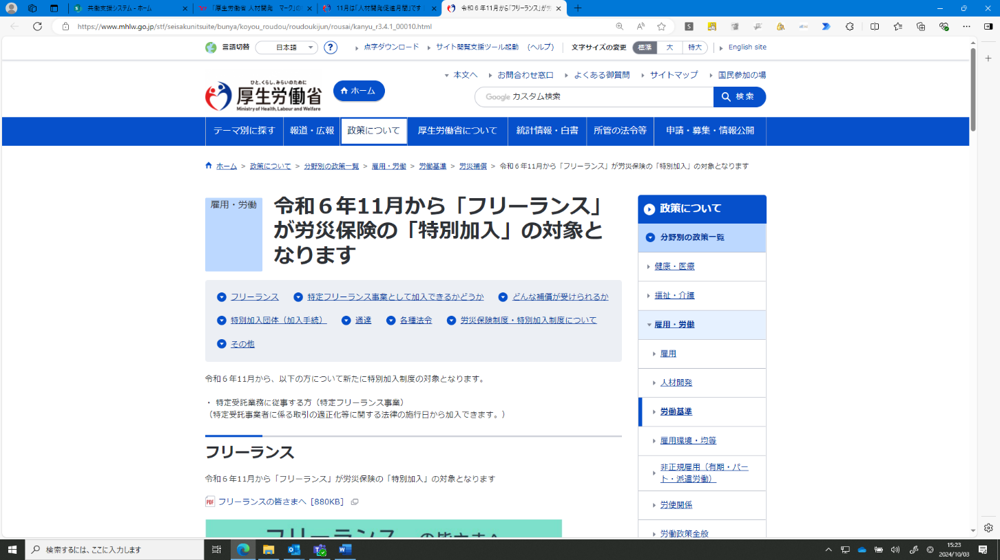 共働支援システム - ホーム
「厚生労働省 人材開発 マーク」の
11月は「人材開発促進月間」です
令和６年11月から「フリーランス」が労
https://www.mhlw.go.jp/stf/seisakunitsuite/bunya/koyou_roudou/roudoukijun/rousai/kanyu_r3.4.1_00010.html
言語切替 日本語 ? 点字ダウンロード サイト閲覧支援ツール起動 (ヘルプ) 文字サイズの変更 標準 大 特大 English site
本文へ お問合わせ窓口 よくある御質問 サイトマップ 国民参加の場
ひと、くらし、みらいのために
厚生労働省
Ministry of Health, Labour and Welfare
ホーム
Google カスタム検索 検索
テーマ別に探す 報道・広報 政策について 厚生労働省について 統計情報・白書 所管の法令等 申請・募集・情報公開
ホーム > 政策について > 分野別の政策一覧 > 雇用・労働 > 労働基準 > 労災補償 > 令和６年11月から「フリーランス」が労災保険の「特別加入」の対象となります
雇用・労働
令和６年11月から「フリーランス」
が労災保険の「特別加入」の対象と
なります
フリーランス 特定フリーランス事業として加入できるかどうか どんな補償が受けられるか
特別加入団体（加入手続） 通達 各種法令 労災保険制度・特別加入制度について
その他
令和６年11月から、以下の方について新たに特別加入制度の対象となります。
・ 特定受託業務に従事する方（特定フリーランス事業）
（特定受託事業者に係る取引の適正化等に関する法律の施行日から加入できます。）
フリーランス
令和６年11月から「フリーランス」が労災保険の「特別加入」の対象となります
PDF フリーランスの皆さまへ［880KB］
フリーランス の皆さまへ
政策について
分野別の政策一覧
健康・医療
福祉・介護
雇用・労働
雇用
人材開発
労働基準
雇用環境・均等
非正規雇用（有期・パー
ト・派遣労働）
労使関係
労働政策全般
検索するには、ここに入力します
15:23
2024/10/03